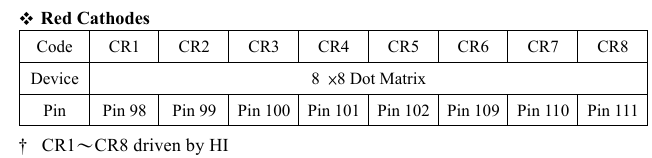 ❖ Red Cathodes
Code CR1 CR2 CR3 CR4 CR5 CR6 CR7 CR8
Device 8 ×8 Dot Matrix
Pin Pin 98 Pin 99 Pin 100 Pin 101 Pin 102 Pin 109 Pin 110 Pin 111
† CR1～CR8 driven by HI